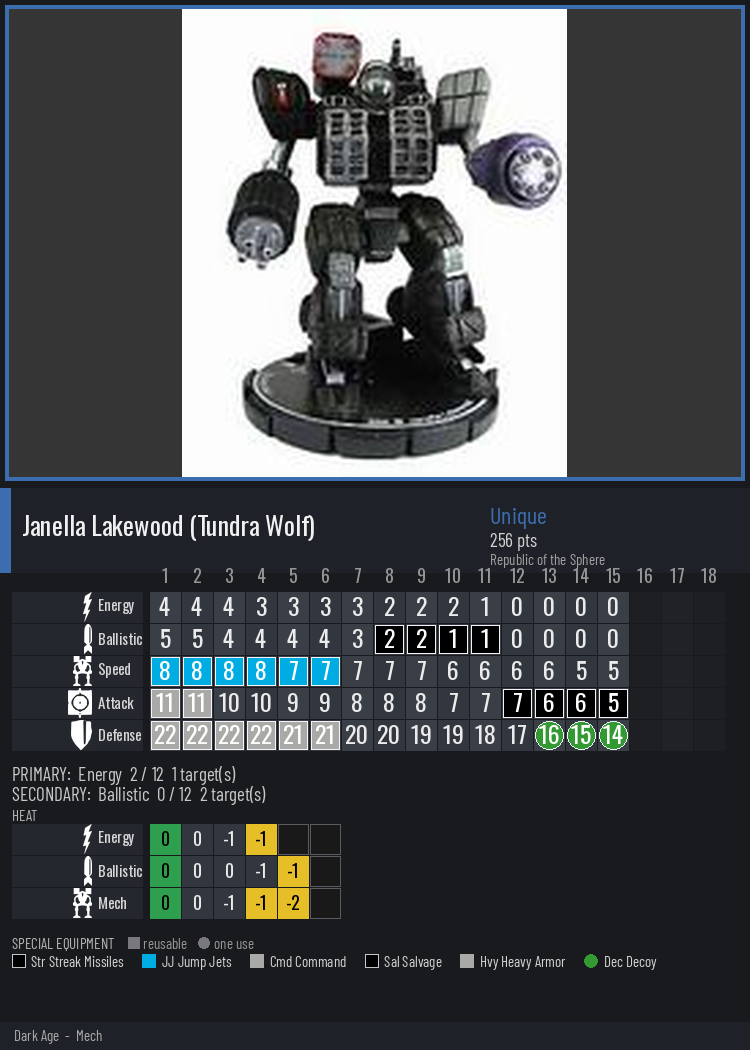 Janella Lakewood (Tundra Wolf)
Unique
256 pts
Republic of the Sphere
1 2 3 4 5 6 7 8 9 10 11 12 13 14 15 16 17 18
Energy 4 4 4 3 3 3 3 2 2 2 1 0 0 0 0
Ballistic 5 5 4 4 4 4 3 2 2 1 1 0 0 0 0
Speed 8 8 8 8 7 7 7 7 7 6 6 6 6 5 5
Attack 11 11 10 10 9 9 8 8 8 7 7 7 6 6 5
Defense 22 22 22 22 21 21 20 20 19 19 18 17 16 15 14
PRIMARY: Energy 2 / 12 1 target(s)
SECONDARY: Ballistic 0 / 12 2 target(s)
HEAT
Energy 0 0 -1 -1
Ballistic 0 0 0 -1 -1
Mech 0 0 -1 -1 -2
SPECIAL EQUIPMENT reusable one use
Str Streak Missiles JJ Jump Jets Cmd Command Sal Salvage Hvy Heavy Armor Dec Decoy
Dark Age - Mech